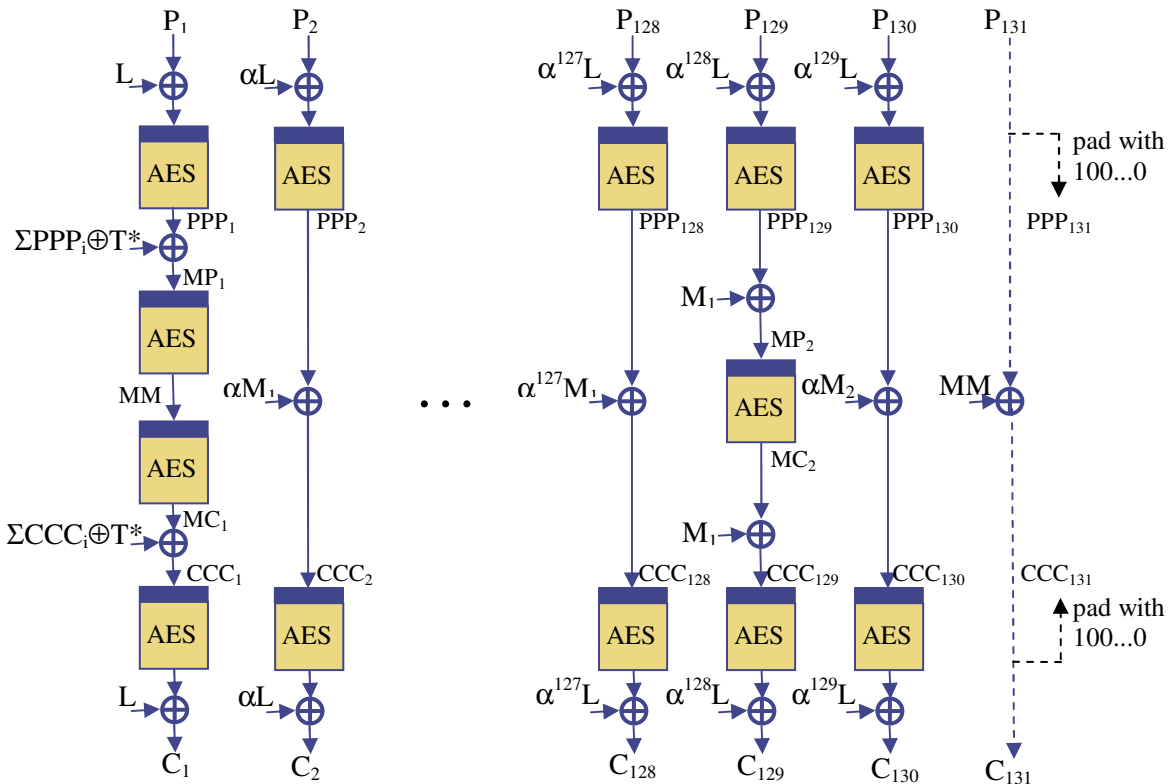 P₁ P₂ P₁₂₈ P₁₂₉ P₁₃₀ P₁₃₁
L αL α¹²⁷L α¹²⁸L α¹²⁹L
AES AES AES AES AES
pad with
100...0
PPP₁ PPP₂ PPP₁₂₈ PPP₁₂₉ PPP₁₃₀ PPP₁₃₁
ΣPPPᵢ⊕T*
MP₁
M₁
AES
MP₂
MM αM₁ . . . α¹²⁷M₁ AES αM₂ MM
AES
MC₂
MC₁
ΣCCCᵢ⊕T* M₁
CCC₁ CCC₂ CCC₁₂₈ CCC₁₂₉ CCC₁₃₀ CCC₁₃₁
pad with
100...0
AES AES AES AES AES
L αL α¹²⁷L α¹²⁸L α¹²⁹L
C₁ C₂ C₁₂₈ C₁₂₉ C₁₃₀ C₁₃₁